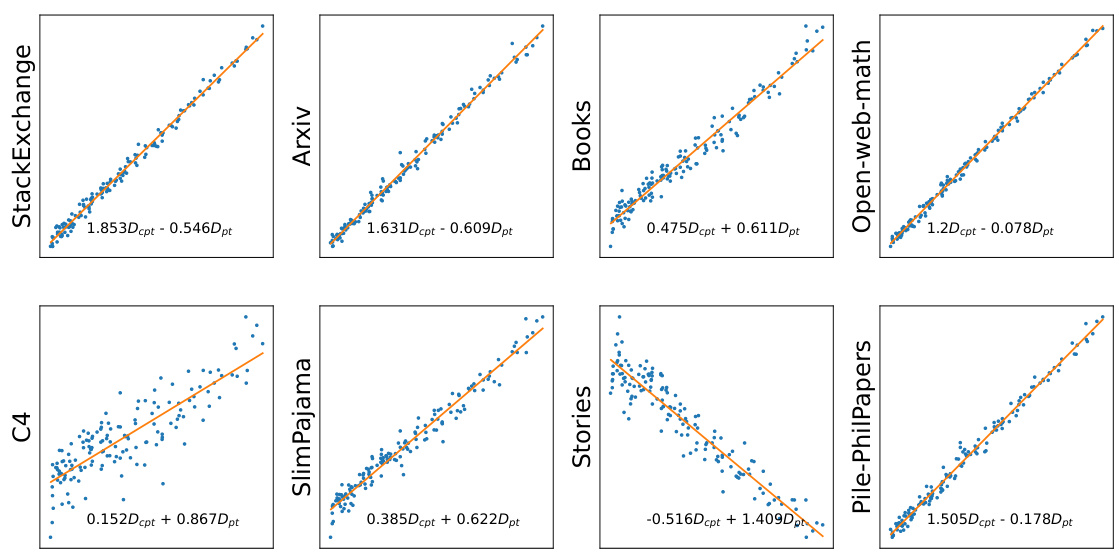 StackExchange
1.853D_cpt - 0.546D_pt
Arxiv
1.631D_cpt - 0.609D_pt
Books
0.475D_cpt + 0.611D_pt
Open-web-math
1.2D_cpt - 0.078D_pt
C4
0.152D_cpt + 0.867D_pt
SlimPajama
0.385D_cpt + 0.622D_pt
Stories
-0.516D_cpt + 1.409D_pt
Pile-PhilPapers
1.505D_cpt - 0.178D_pt